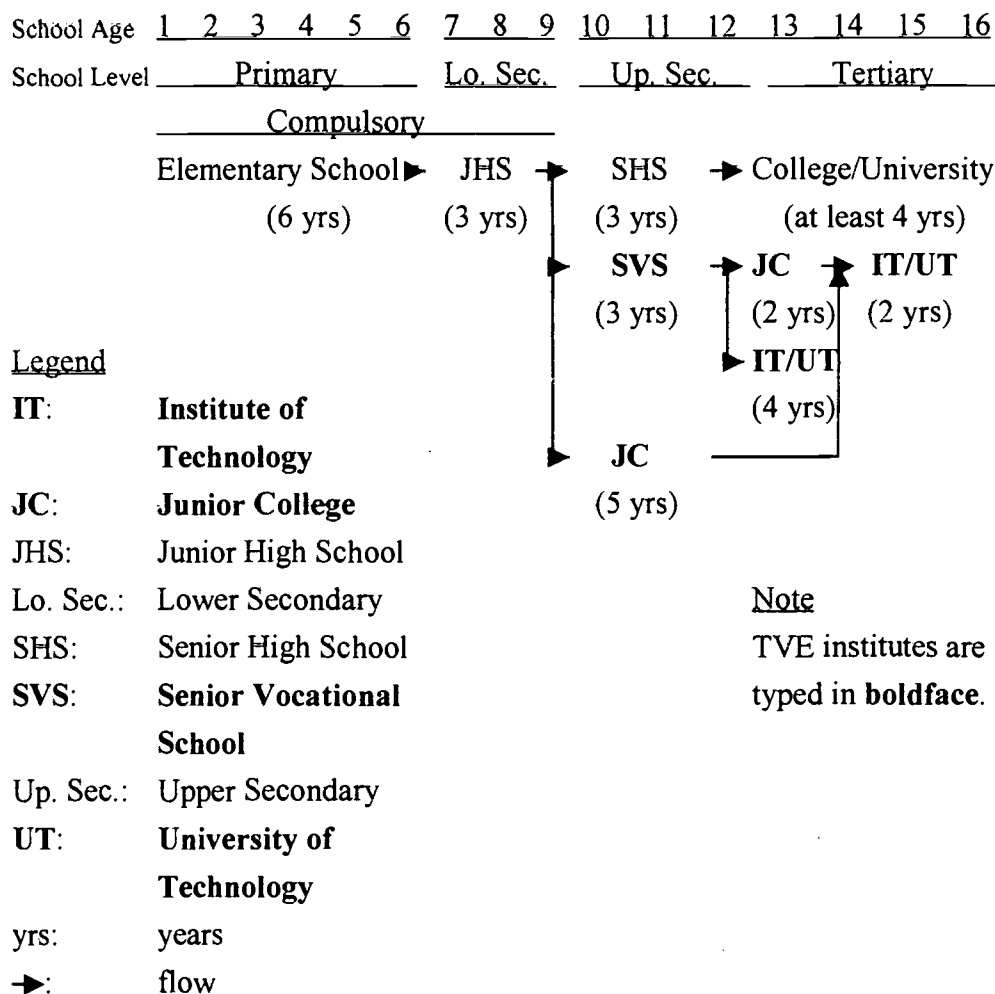 School Age 1 2 3 4 5 6 7 8 9 10 11 12 13 14 15 16
School Level Primary Lo. Sec. Up. Sec. Tertiary
Compulsory
Elementary School JHS SHS College/University
(6 yrs) (3 yrs) (3 yrs) (at least 4 yrs)
SVS JC IT/UT
(3 yrs) (2 yrs) (2 yrs)
IT/UT
(4 yrs)
JC
(5 yrs)
Legend
IT: Institute of
Technology
JC: Junior College
JHS: Junior High School
Lo. Sec.: Lower Secondary
SHS: Senior High School
SVS: Senior Vocational
School
Up. Sec.: Upper Secondary
UT: University of
Technology
yrs: years
→: flow
Note
TVE institutes are
typed in boldface.